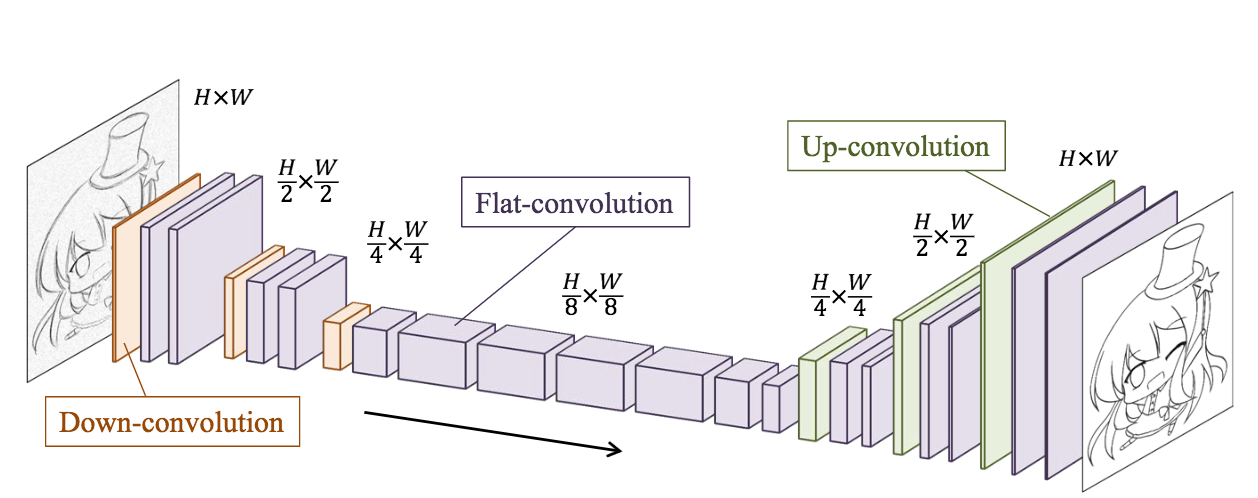 H×W
H/2×W/2
H/4×W/4
Flat-convolution
H/8×W/8
Up-convolution
H×W
H/2×W/2
H/4×W/4
Down-convolution